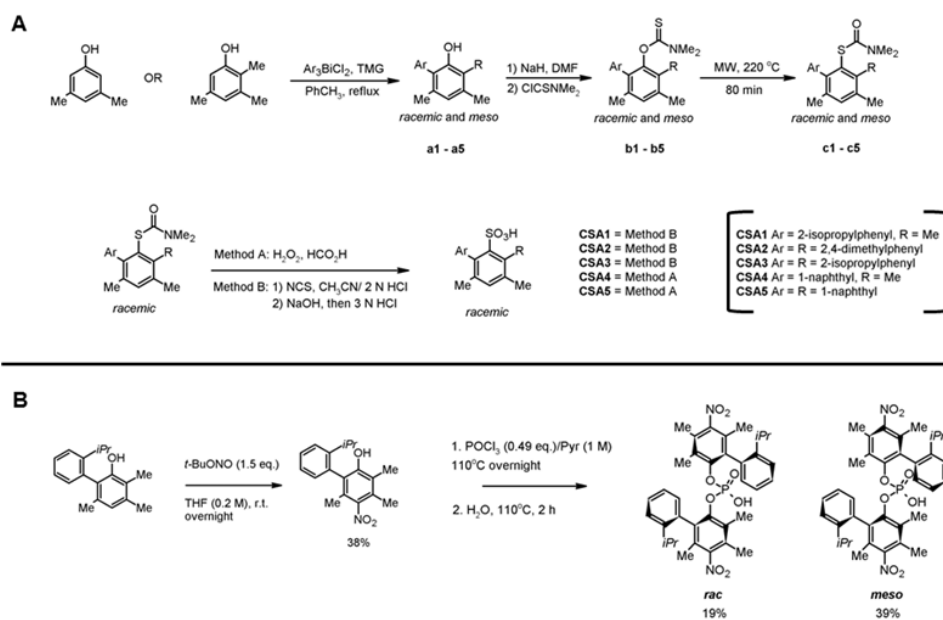 A
OH
Me
Me
OR
OH
Me
Me
Me
Ar₃BiCl₂, TMG
PhCH₃, reflux
OH
Ar
R
Me
Me
racemic and meso
a1 - a5
1) NaH, DMF
2) ClCSNMe₂
S
O
NMe₂
Ar
R
Me
Me
racemic and meso
b1 - b5
MW, 220 °C
80 min
O
S
NMe₂
Ar
R
Me
Me
racemic and meso
c1 - c5
O
S
NMe₂
Ar
R
Me
Me
racemic
Method A: H₂O₂, HCO₂H
Method B: 1) NCS, CH₃CN/ 2 N HCl
2) NaOH, then 3 N HCl
SO₃H
Ar
R
Me
Me
racemic
CSA1 = Method B
CSA2 = Method B
CSA3 = Method B
CSA4 = Method A
CSA5 = Method A
CSA1 Ar = 2-isopropylphenyl, R = Me
CSA2 Ar = R = 2,4-dimethylphenyl
CSA3 Ar = R = 2-isopropylphenyl
CSA4 Ar = 1-naphthyl, R = Me
CSA5 Ar = R = 1-naphthyl
B
iPr
OH
Me
Me
Me
t-BuONO (1.5 eq.)
THF (0.2 M), r.t.
overnight
iPr
OH
Me
Me
Me
NO₂
38%
1. POCl₃ (0.49 eq.)/Pyr (1 M)
110°C overnight
2. H₂O, 110°C, 2 h
NO₂
Me
Me
Me
iPr
O
O
P
OH
O
Me
iPr
Me
Me
NO₂
rac
19%
NO₂
Me
Me
Me
iPr
O
O
P
OH
O
Me
iPr
Me
Me
NO₂
meso
39%